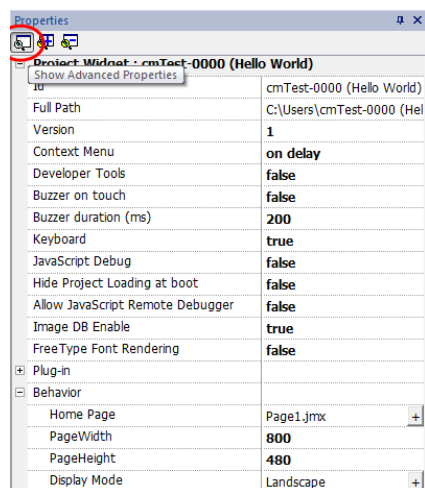 Properties
Project Widget : cmTest-0000 (Hello World)
Show Advanced Properties
Id cmTest-0000 (Hello World)
Full Path C:\Users\cmTest-0000 (Hel
Version 1
Context Menu on delay
Developer Tools false
Buzzer on touch false
Buzzer duration (ms) 200
Keyboard true
JavaScript Debug false
Hide Project Loading at boot false
Allow JavaScript Remote Debugger false
Image DB Enable true
FreeType Font Rendering false
Plug-in
Behavior
Home Page Page1.jmx +
PageWidth 800
PageHeight 480
Display Mode Landscape +